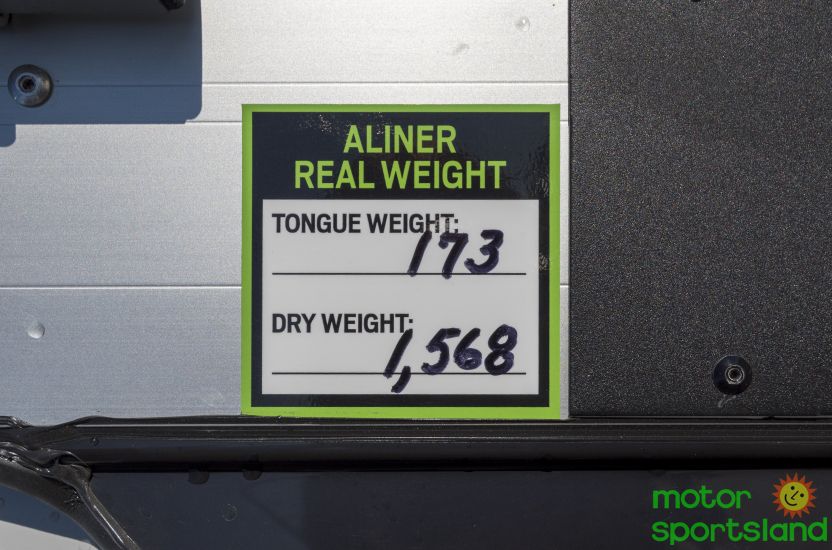 ALINER
REAL WEIGHT
TONGUE WEIGHT:
173
DRY WEIGHT:
1,568
motor
sportsland